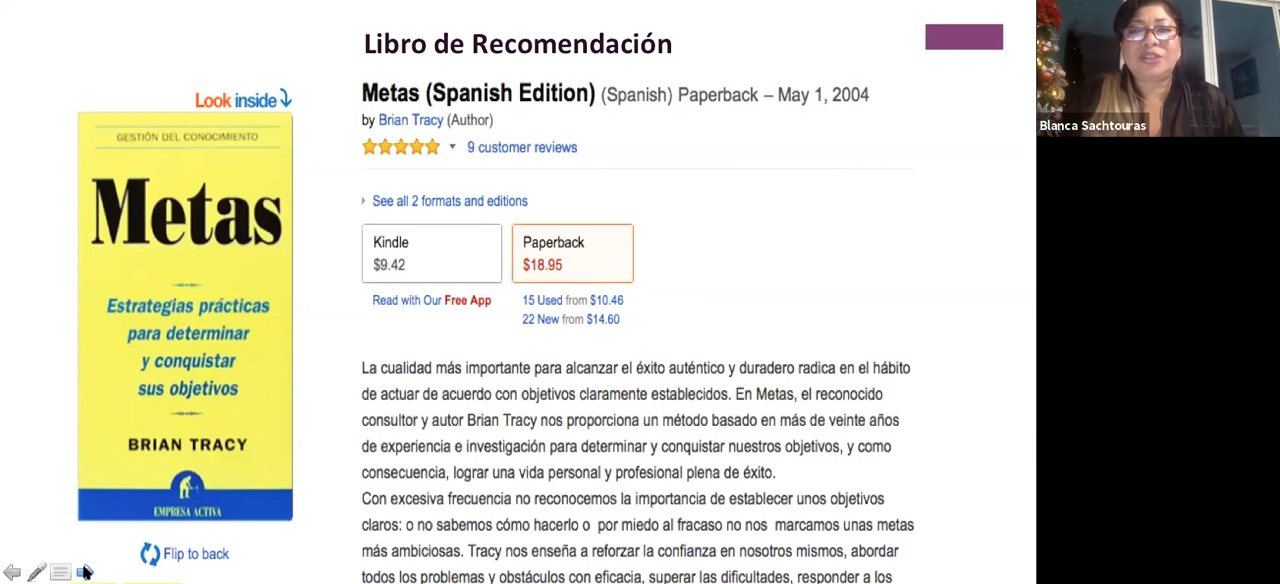 Libro de Recomendación
Blanca Sachtouras
Look inside
GESTIÓN DEL CONOCIMIENTO
Metas
Estrategias prácticas
para determinar
y conquistar
sus objetivos
BRIAN TRACY
EMPRESA ACTIVA
Flip to back
Metas (Spanish Edition) (Spanish) Paperback – May 1, 2004
by Brian Tracy (Author)
9 customer reviews
See all 2 formats and editions
Kindle
$9.42
Read with Our Free App
Paperback
$18.95
15 Used from $10.46
22 New from $14.60
La cualidad más importante para alcanzar el éxito auténtico y duradero radica en el hábito
de actuar de acuerdo con objetivos claramente establecidos. En Metas, el reconocido
consultor y autor Brian Tracy nos proporciona un método basado en más de veinte años
de experiencia e investigación para determinar y conquistar nuestros objetivos, y como
consecuencia, lograr una vida personal y profesional plena de éxito.
Con excesiva frecuencia no reconocemos la importancia de establecer unos objetivos
claros: o no sabemos cómo hacerlo o por miedo al fracaso no nos marcamos unas metas
más ambiciosas. Tracy nos enseña a reforzar la confianza en nosotros mismos, abordar
todos los problemas y obstáculos con eficacia, superar las dificultades, responder a los